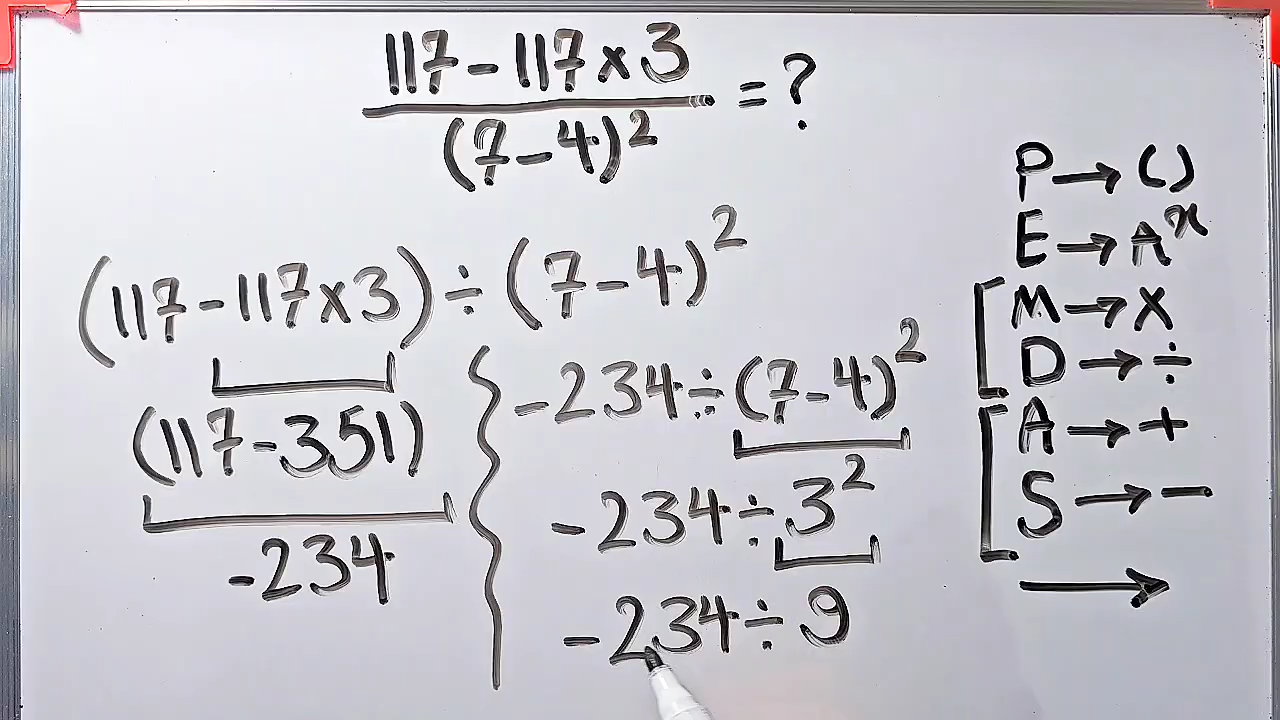 117-117×3
= ?
(7-4)²
(117-117×3)÷(7-4)²
(117-351)
-234
-234÷(7-4)²
-234÷3²
-234÷9
P→()
E→Aˣ
M→×
D→÷
A→+
S→-
→